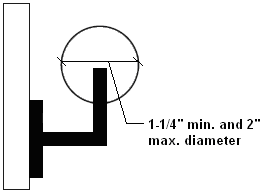 1-1/4" min. and 2"
max. diameter